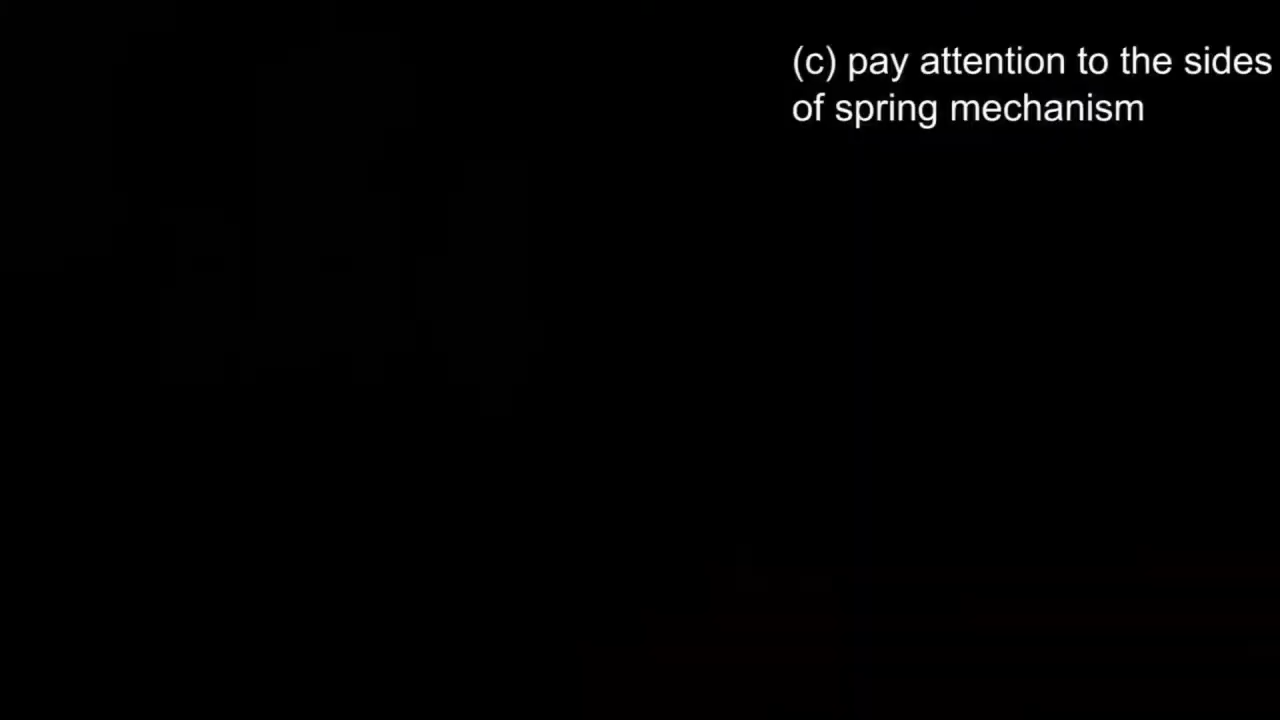 (c) pay attention to the sides
of spring mechanism